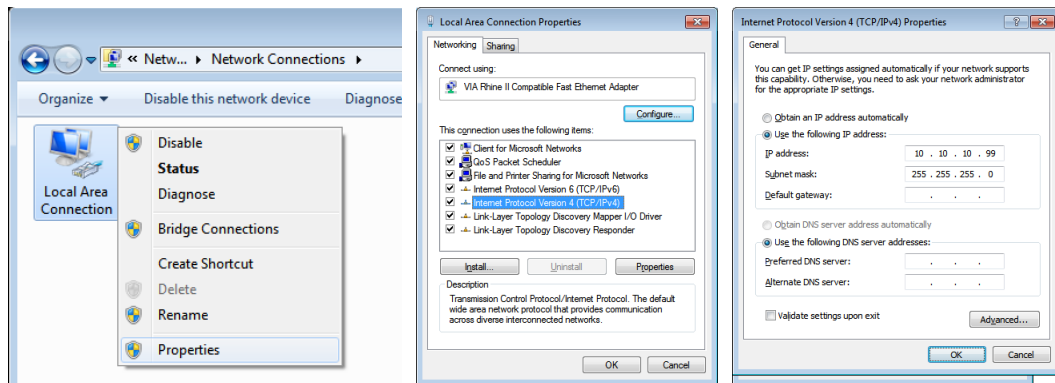 « Netw... ▸ Network Connections ▸
Organize ▾ Disable this network device Diagnose
Local Area
Connection
Disable
Status
Diagnose
Bridge Connections
Create Shortcut
Delete
Rename
Properties
Local Area Connection Properties
Networking Sharing
Connect using:
VIA Rhine II Compatible Fast Ethernet Adapter
Configure...
This connection uses the following items:
Client for Microsoft Networks
QoS Packet Scheduler
File and Printer Sharing for Microsoft Networks
Internet Protocol Version 6 (TCP/IPv6)
Internet Protocol Version 4 (TCP/IPv4)
Link-Layer Topology Discovery Mapper I/O Driver
Link-Layer Topology Discovery Responder
Install... Uninstall Properties
Description
Transmission Control Protocol/Internet Protocol. The default
wide area network protocol that provides communication
across diverse interconnected networks.
OK Cancel
Internet Protocol Version 4 (TCP/IPv4) Properties
General
You can get IP settings assigned automatically if your network supports
this capability. Otherwise, you need to ask your network administrator
for the appropriate IP settings.
Obtain an IP address automatically
Use the following IP address:
IP address: 10 . 10 . 10 . 99
Subnet mask: 255 . 255 . 255 . 0
Default gateway: . . .
Obtain DNS server address automatically
Use the following DNS server addresses:
Preferred DNS server: . . .
Alternate DNS server: . . .
Validate settings upon exit
Advanced...
OK Cancel